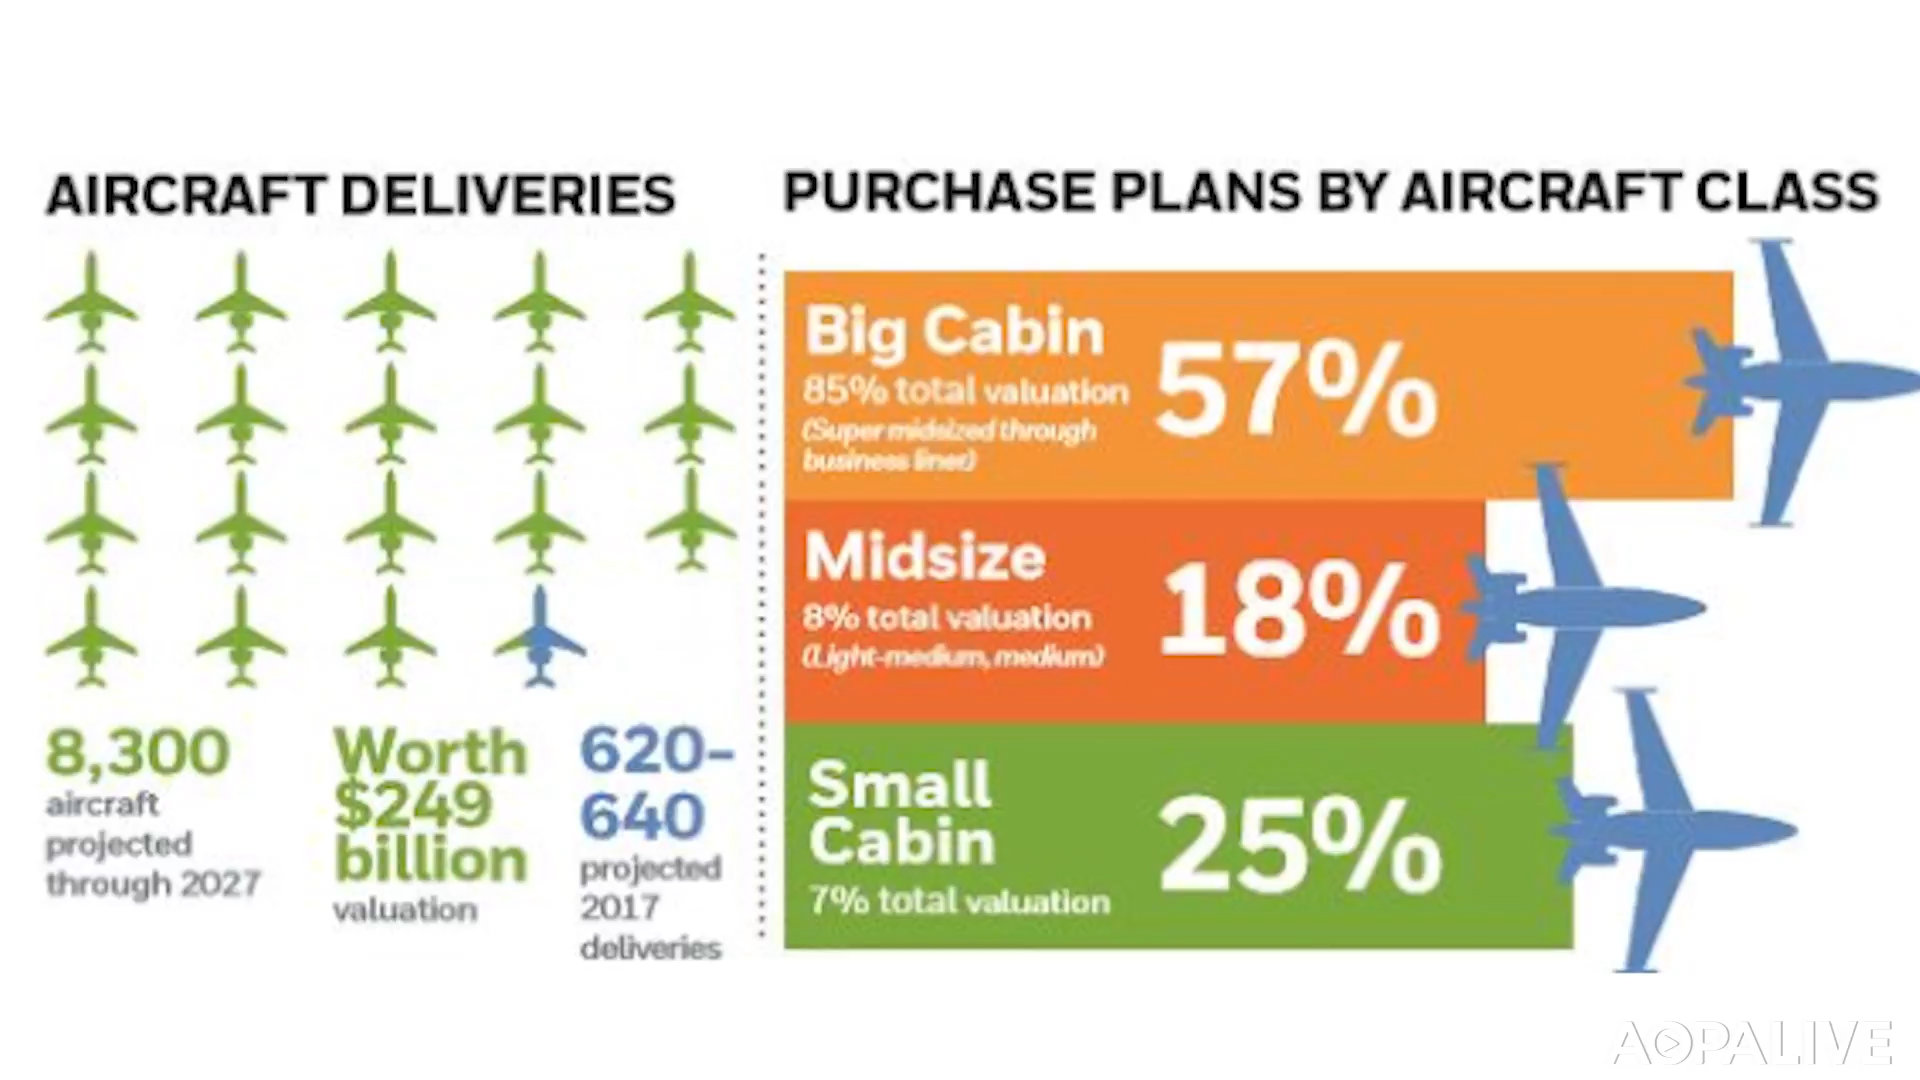 AIRCRAFT DELIVERIES
8,300
aircraft
projected
through 2027
Worth
$249
billion
valuation
620–
640
projected
2017
deliveries
PURCHASE PLANS BY AIRCRAFT CLASS
Big Cabin
85% total valuation
(Super midsized through
business liner)
57%
Midsize
8% total valuation
(Light-medium, medium)
18%
Small
Cabin
7% total valuation
25%
AOPALIVE